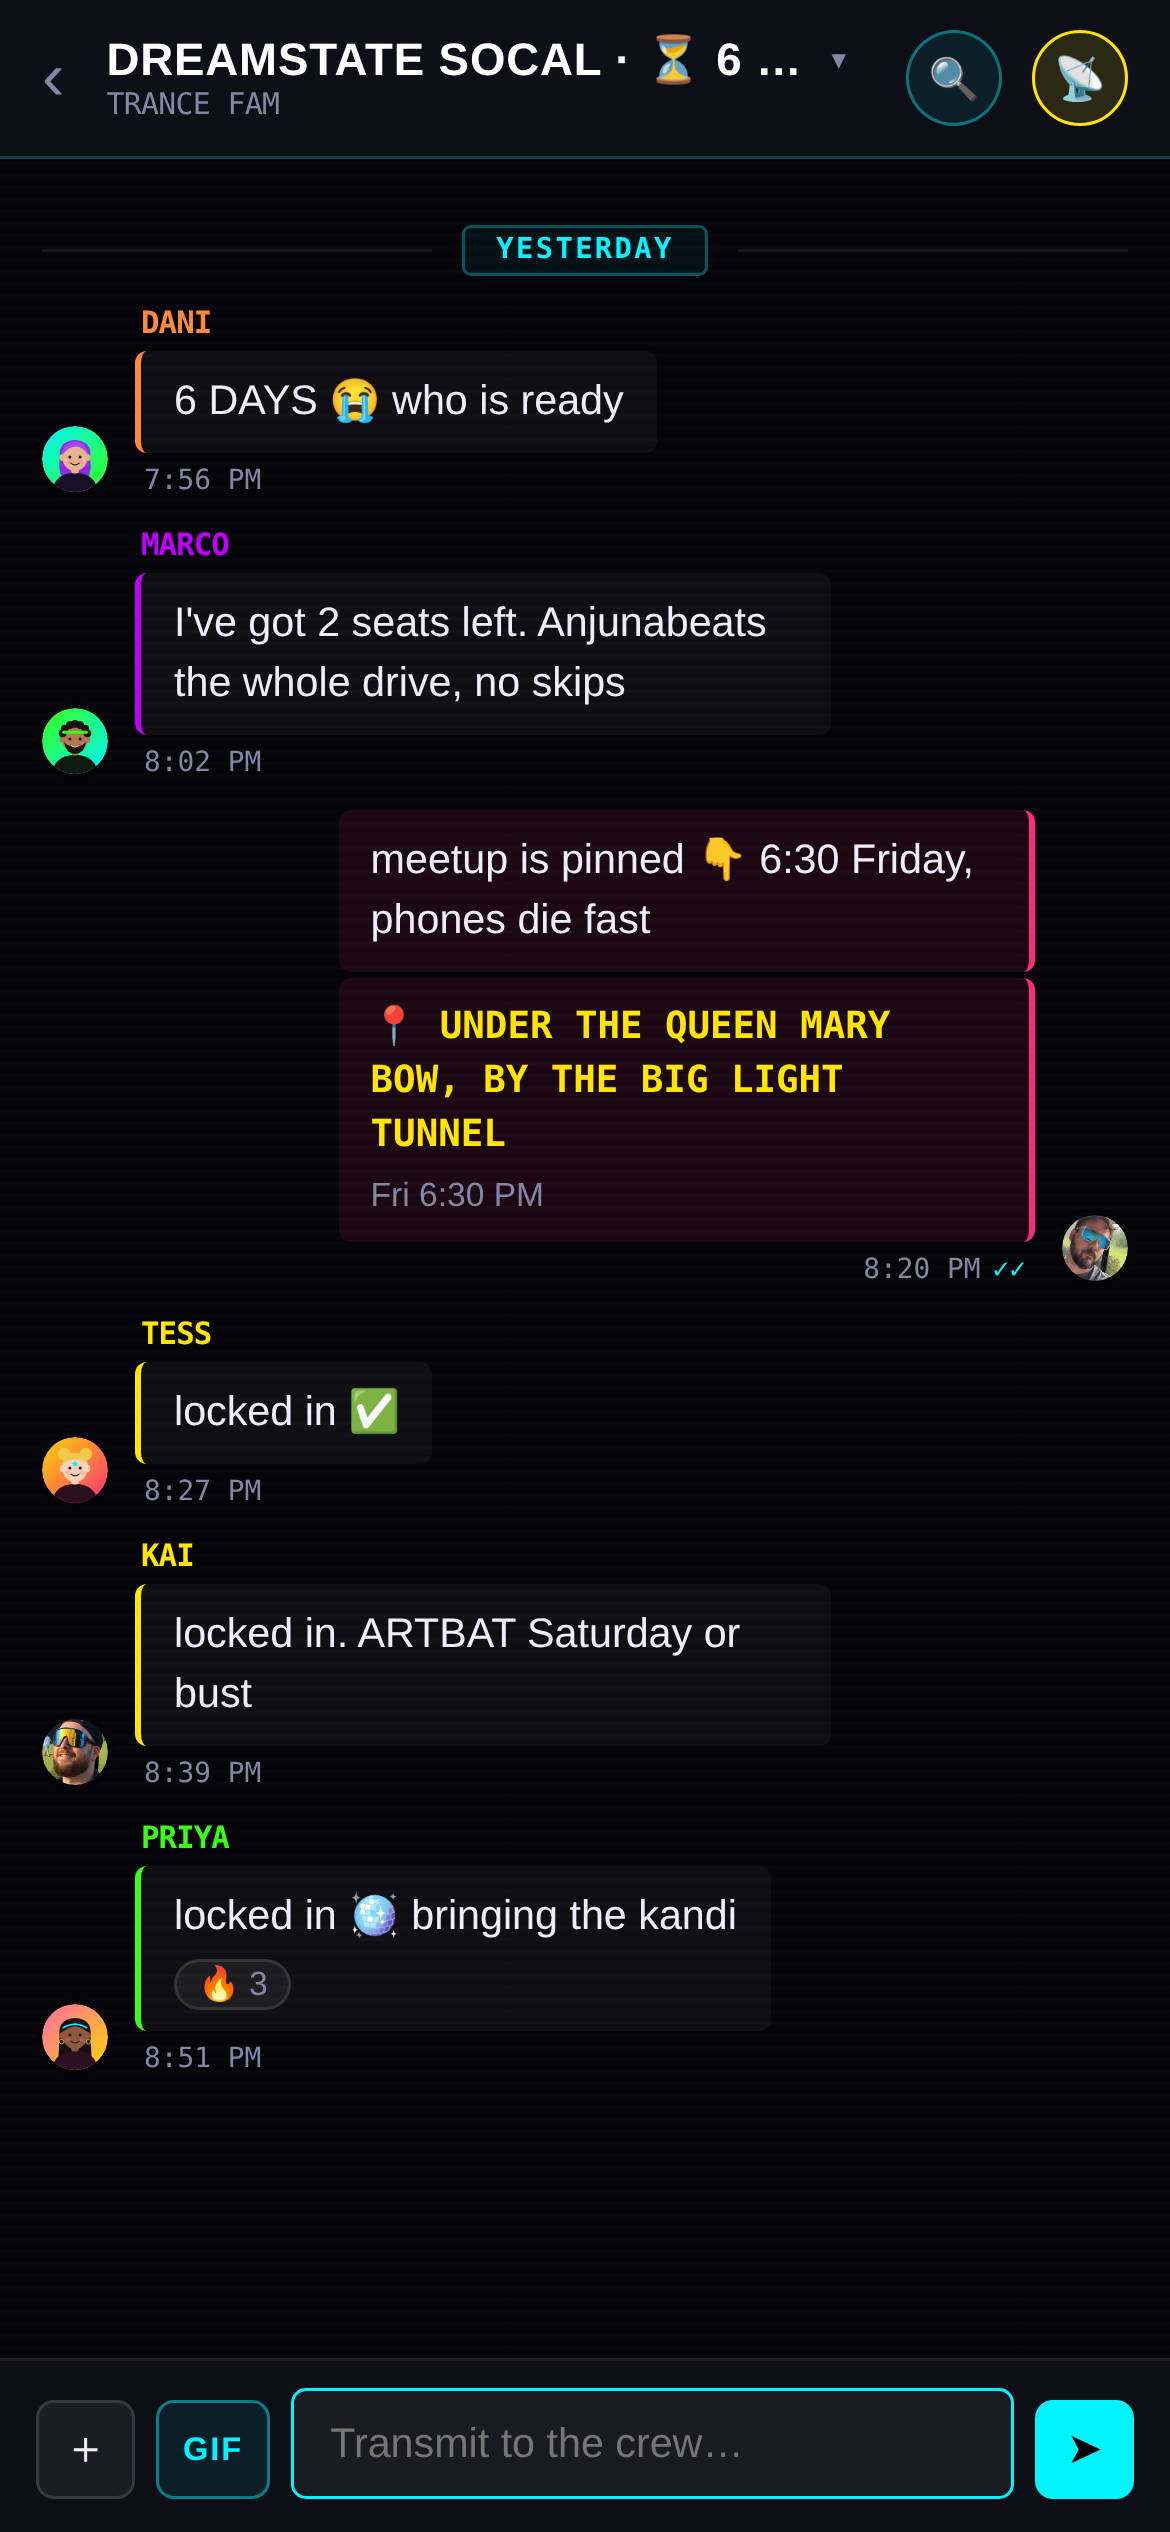 DREAMSTATE SOCAL · ⏳ 6 ... ▾
TRANCE FAM
YESTERDAY
DANI
6 DAYS 😭 who is ready
7:56 PM
MARCO
I've got 2 seats left. Anjunabeats
the whole drive, no skips
8:02 PM
meetup is pinned 👇 6:30 Friday,
phones die fast
📍 UNDER THE QUEEN MARY
BOW, BY THE BIG LIGHT
TUNNEL
Fri 6:30 PM
8:20 PM ✓✓
TESS
locked in ✅
8:27 PM
KAI
locked in. ARTBAT Saturday or
bust
8:39 PM
PRIYA
locked in 🪩 bringing the kandi
🔥 3
8:51 PM
+ GIF Transmit to the crew… ➤